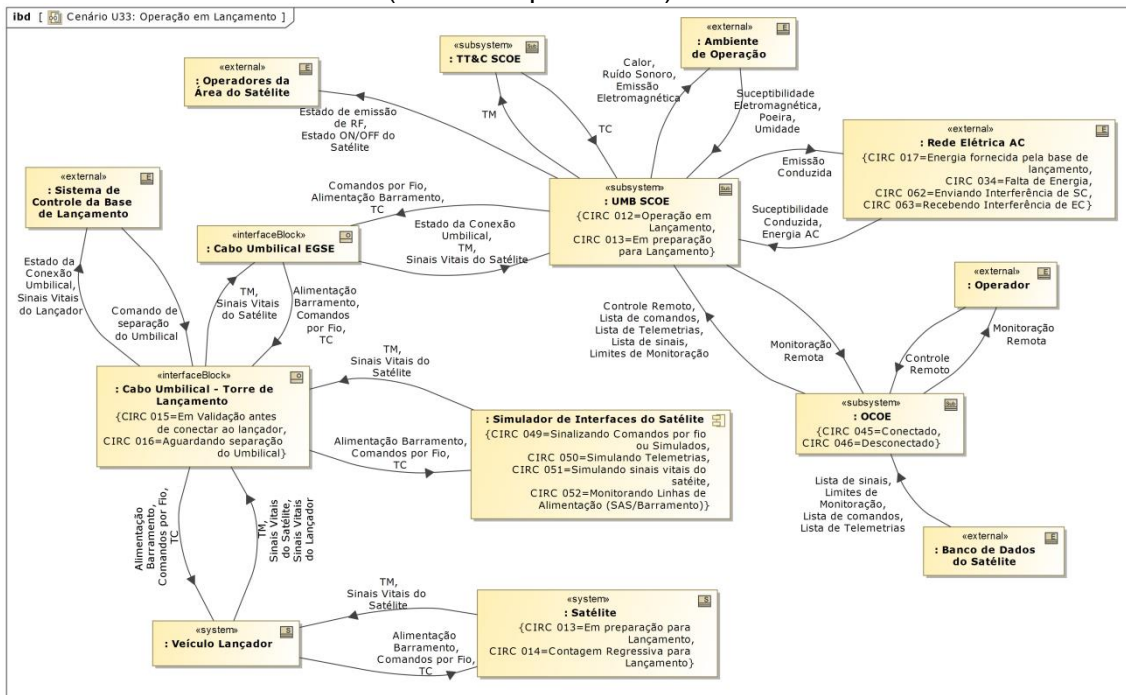 ibd [ Cenário U33: Operação em Lançamento ]
«external»
: Operadores da
Área do Satélite
«subsystem»
: TT&C SCOE
«external»
: Ambiente
de Operação
Calor,
Ruído Sonoro,
Emissão
Eletromagnética
Suceptibilidade
Eletromagnética,
Poeira,
Umidade
TM
TC
Estado de emissão
de RF,
Estado ON/OFF do
Satélite
«external»
: Rede Elétrica AC
{CIRC 017=Energia fornecida pela base de
lançamento,
CIRC 034=Falta de Energia,
CIRC 062=Enviando Interferência de SC,
CIRC 063=Recebendo Interferência de EC}
Emissão
Conduzida
Suceptibilidade
Conduzida,
Energia AC
«external»
: Sistema de
Controle da Base
de Lançamento
Comandos por Fio,
Alimentação Barramento,
TC
«subsystem»
: UMB SCOE
{CIRC 012=Operação em
Lançamento,
CIRC 013=Em preparação
para Lançamento}
«interfaceBlock»
: Cabo Umbilical EGSE
Estado da Conexão
Umbilical,
TM,
Sinais Vitais do Satélite
Estado da
Conexão
Umbilical,
Sinais Vitais
do Lançador
Comando de
separação
do Umbilical
TM,
Sinais Vitais
do Satélite
Alimentação
Barramento,
Comandos
por Fio,
TC
Controle Remoto,
Lista de comandos,
Lista de Telemetrias,
Lista de sinais,
Limites de Monitoração
Monitoração
Remota
«external»
: Operador
Controle
Remoto
Monitoração
Remota
«interfaceBlock»
: Cabo Umbilical - Torre de
Lançamento
{CIRC 015=Em Validação antes
de conectar ao lançador,
CIRC 016=Aguardando separação
do Umbilical}
TM,
Sinais Vitais do
Satélite
Alimentação Barramento,
Comandos por Fio,
TC
«subsystem»
: OCOE
{CIRC 045=Conectado,
CIRC 046=Desconectado}
: Simulador de Interfaces do Satélite
{CIRC 049=Sinalizando Comandos por fio
ou Simulados,
CIRC 050=Simulando Telemetrias,
CIRC 051=Simulando sinais vitais do
satéite,
CIRC 052=Monitorando Linhas de
Alimentação (SAS/Barramento)}
Lista de sinais,
Limites de
Monitoração,
Lista de comandos,
Lista de Telemetrias
Alimentação
Barramento,
Comandos por Fio,
TC
TM,
Sinais Vitais
do Satélite,
Sinais Vitais
do Lançador
«external»
: Banco de Dados
do Satélite
TM,
Sinais Vitais do
Satélite
«system»
: Satélite
{CIRC 013=Em preparação para
Lançamento,
CIRC 014=Contagem Regressiva para
Lançamento}
«system»
: Veículo Lançador
Alimentação
Barramento,
Comandos por Fio,
TC